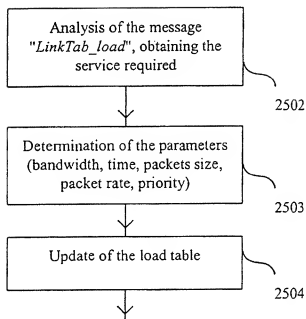 Analysis of the message
"LinkTab_load", obtaining the
service required
2502
Determination of the parameters
(bandwidth, time, packets size,
packet rate, priority)
2503
Update of the load table
2504